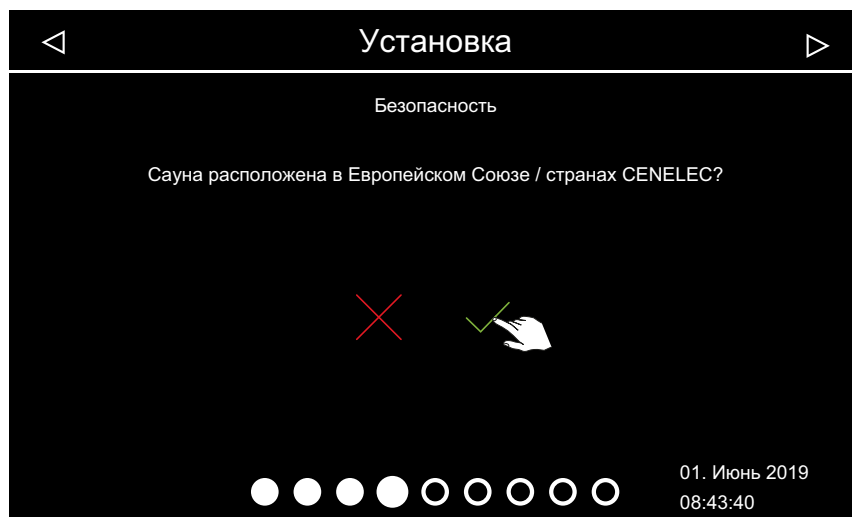 Установка
Безопасность
Сауна расположена в Европейском Союзе / странах CENELEC?
01. Июнь 2019
08:43:40